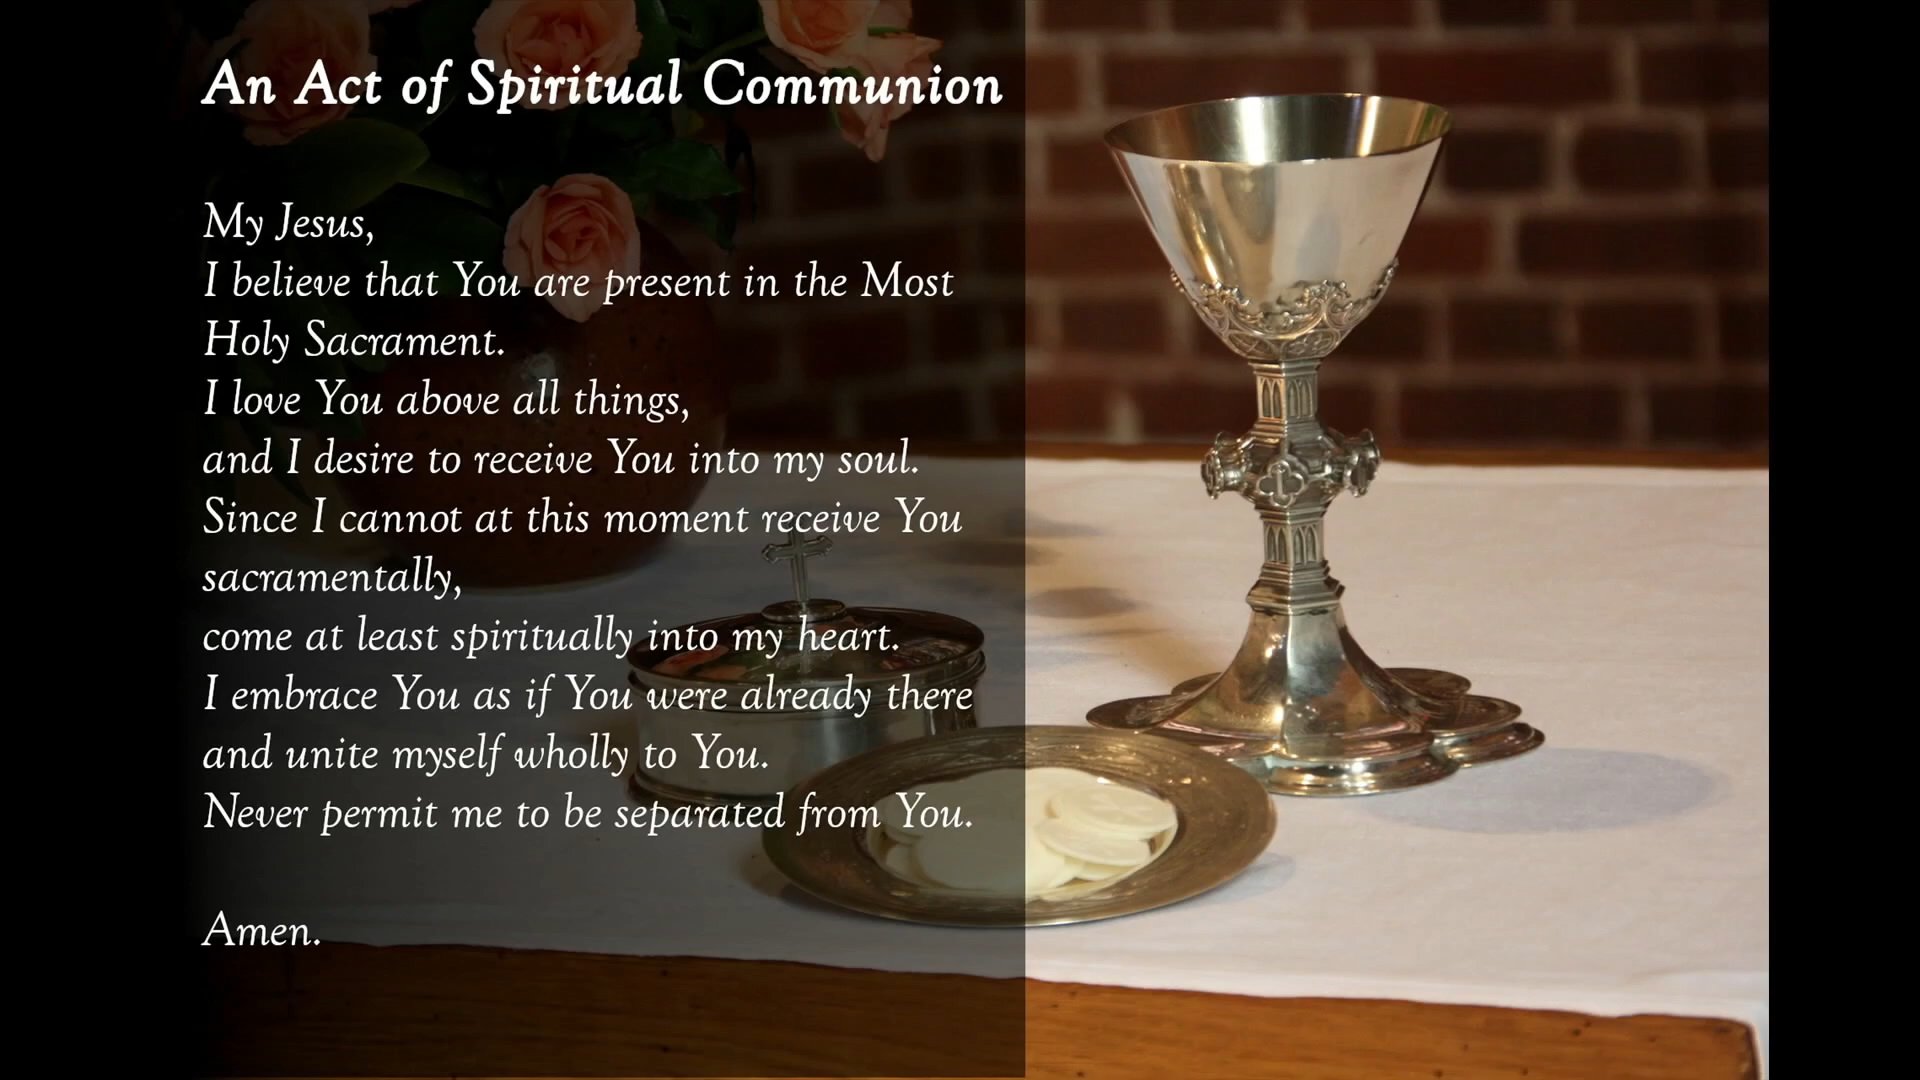 An Act of Spiritual Communion
My Jesus,
I believe that You are present in the Most
Holy Sacrament.
I love You above all things,
and I desire to receive You into my soul.
Since I cannot at this moment receive You
sacramentally,
come at least spiritually into my heart.
I embrace You as if You were already there
and unite myself wholly to You.
Never permit me to be separated from You.
Amen.